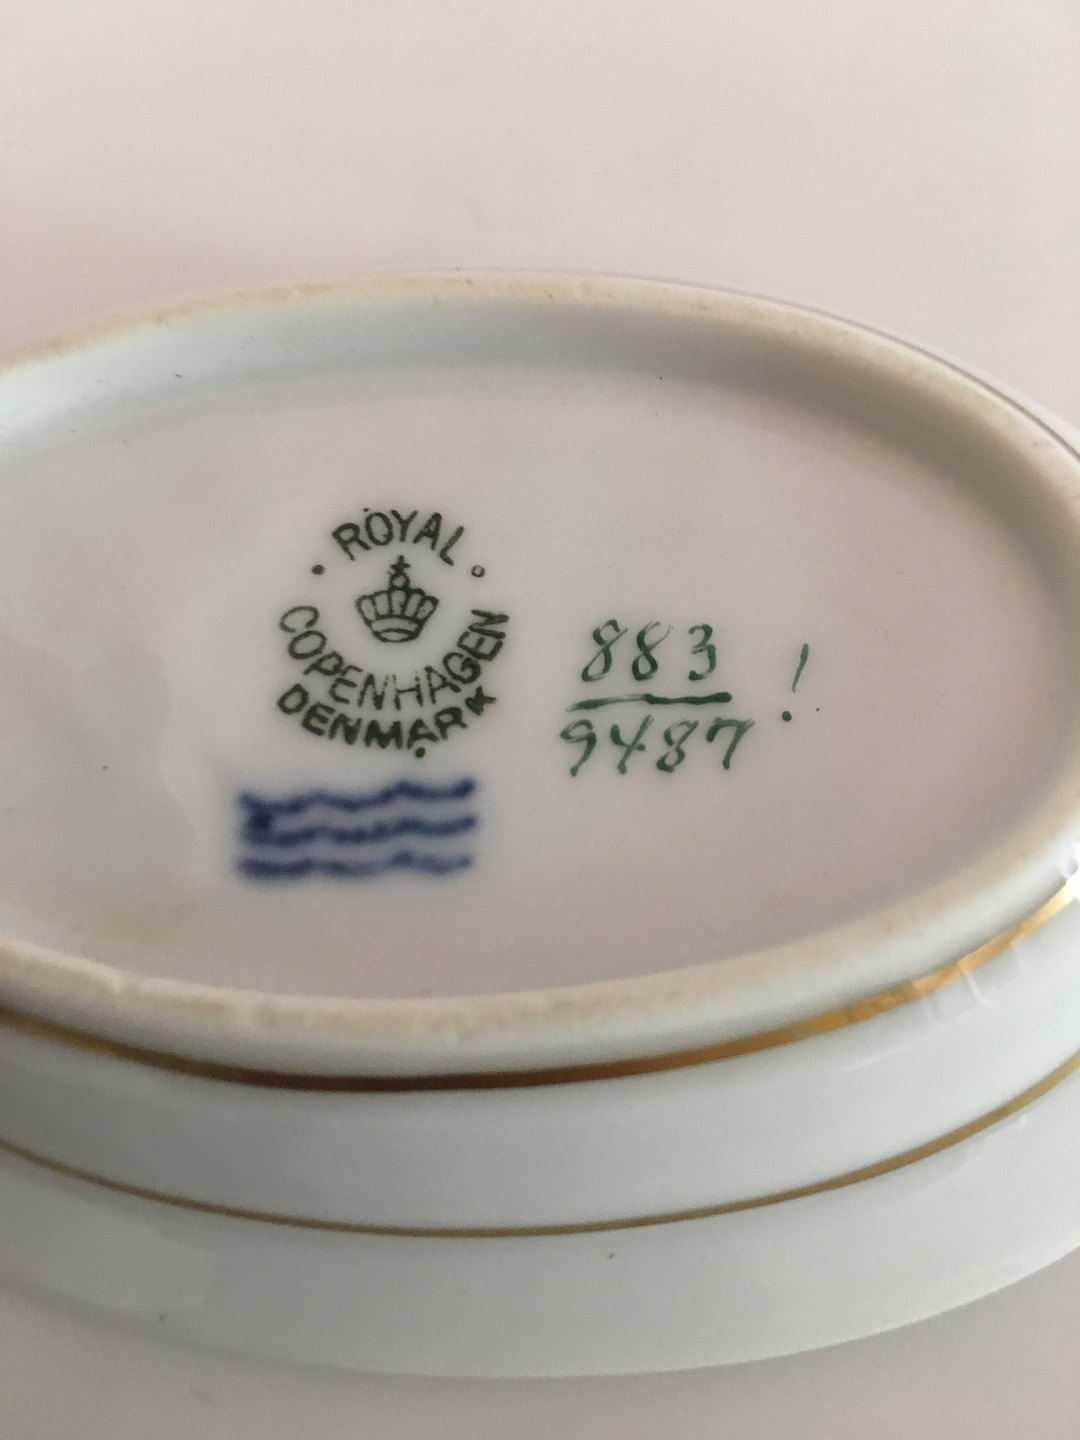 ROYAL
COPENHAGEN
DENMARK
883
9487 !